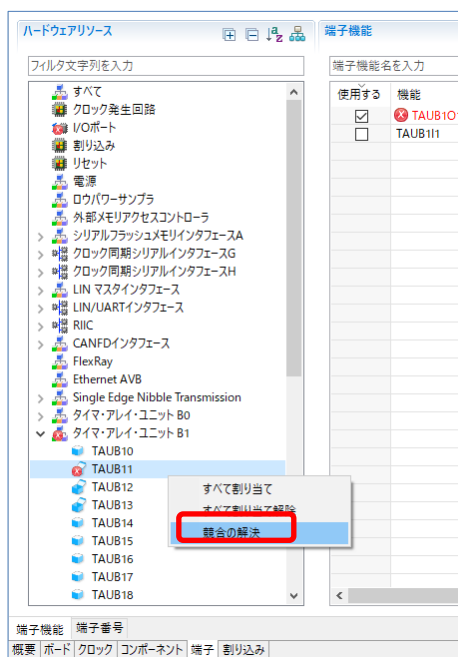 ハードウェアリソース
フィルタ文字列を入力
すべて
クロック発生回路
I/Oポート
割り込み
リセット
電源
ロウパワーサンプラ
外部メモリアクセスコントローラ
シリアルフラッシュメモリインタフェースA
クロック同期シリアルインタフェースG
クロック同期シリアルインタフェースH
LIN マスタインタフェース
LIN/UARTインタフェース
RIIC
CANFDインタフェース
FlexRay
Ethernet AVB
Single Edge Nibble Transmission
タイマ・アレイ・ユニット B0
タイマ・アレイ・ユニット B1
TAUB10
TAUB11
TAUB12
TAUB13
TAUB14
TAUB15
TAUB16
TAUB17
TAUB18
すべて割り当て
すべて割り当て解除
競合の解決
端子機能
端子機能名を入力
使用する 機能
TAUB1O1
TAUB1I1
端子機能 端子番号
概要 ボード クロック コンポーネント 端子 割り込み